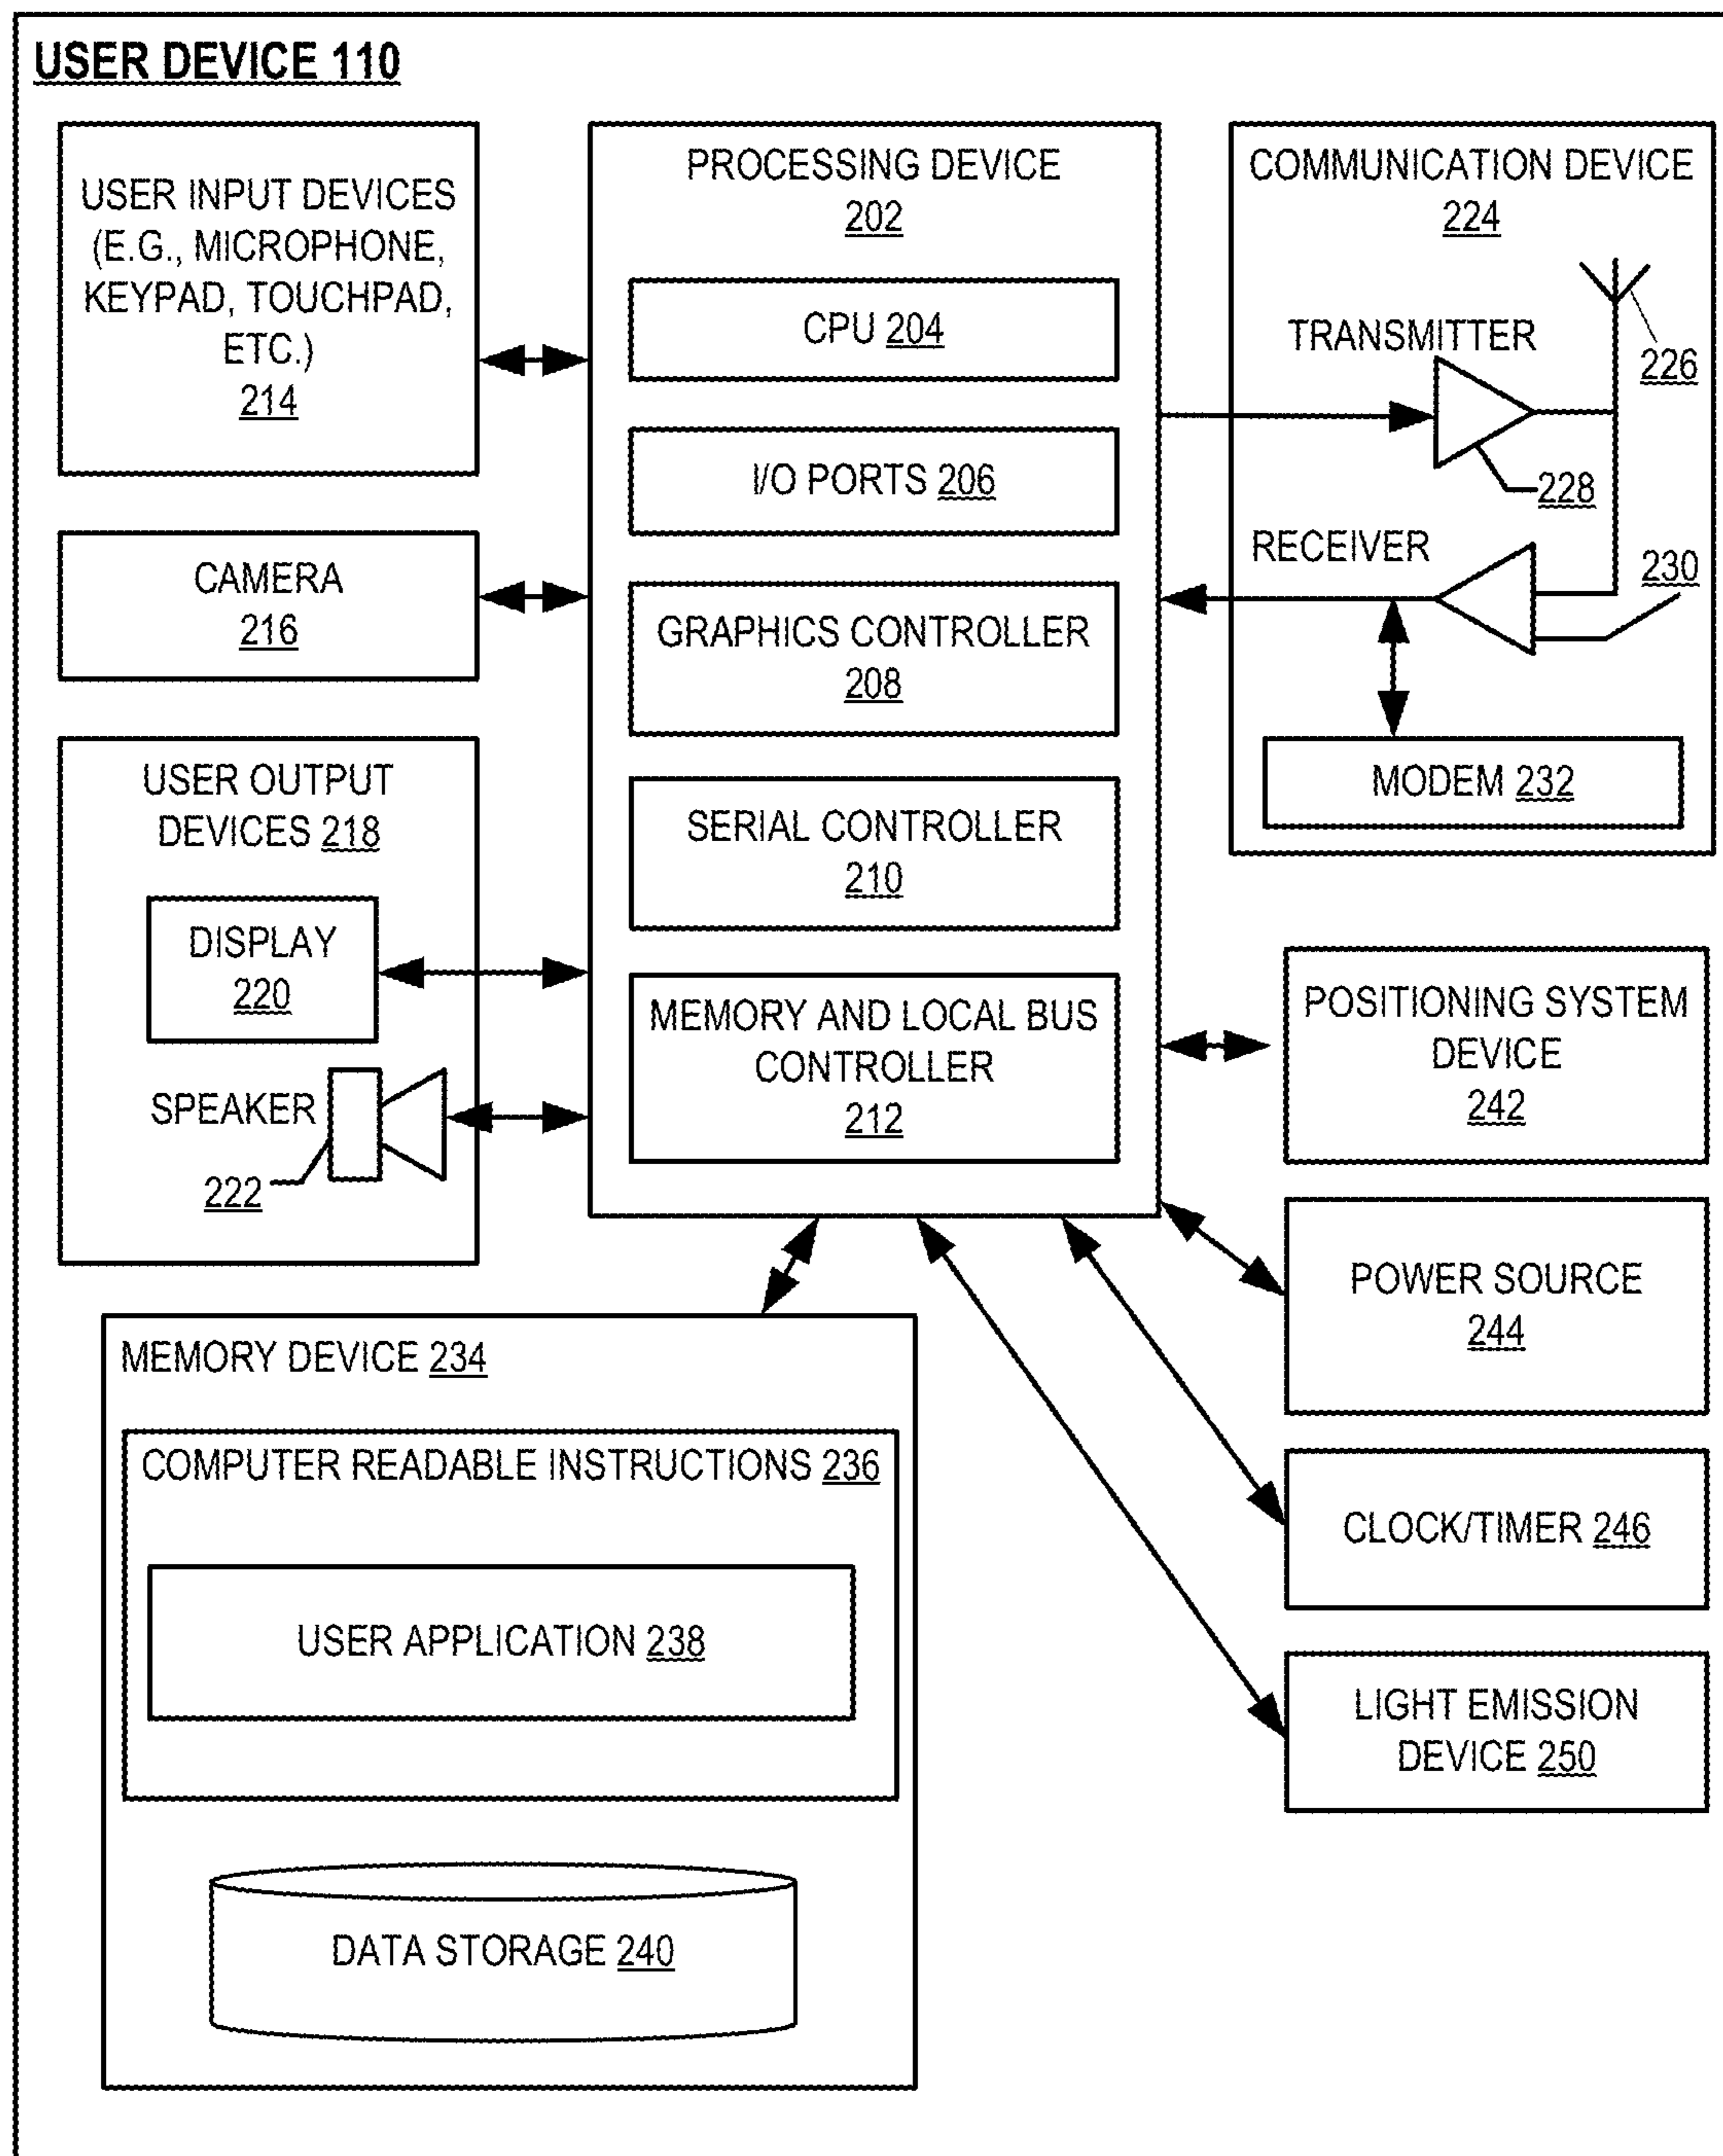 USER DEVICE 110
USER INPUT DEVICES
(E.G., MICROPHONE,
KEYPAD, TOUCHPAD,
ETC.)
214
CAMERA
216
USER OUTPUT
DEVICES 218
DISPLAY
220
SPEAKER
222
PROCESSING DEVICE
202
CPU 204
I/O PORTS 206
GRAPHICS CONTROLLER
208
SERIAL CONTROLLER
210
MEMORY AND LOCAL BUS
CONTROLLER
212
COMMUNICATION DEVICE
224
TRANSMITTER
226
228
RECEIVER
230
MODEM 232
POSITIONING SYSTEM
DEVICE
242
POWER SOURCE
244
CLOCK/TIMER 246
LIGHT EMISSION
DEVICE 250
MEMORY DEVICE 234
COMPUTER READABLE INSTRUCTIONS 236
USER APPLICATION 238
DATA STORAGE 240